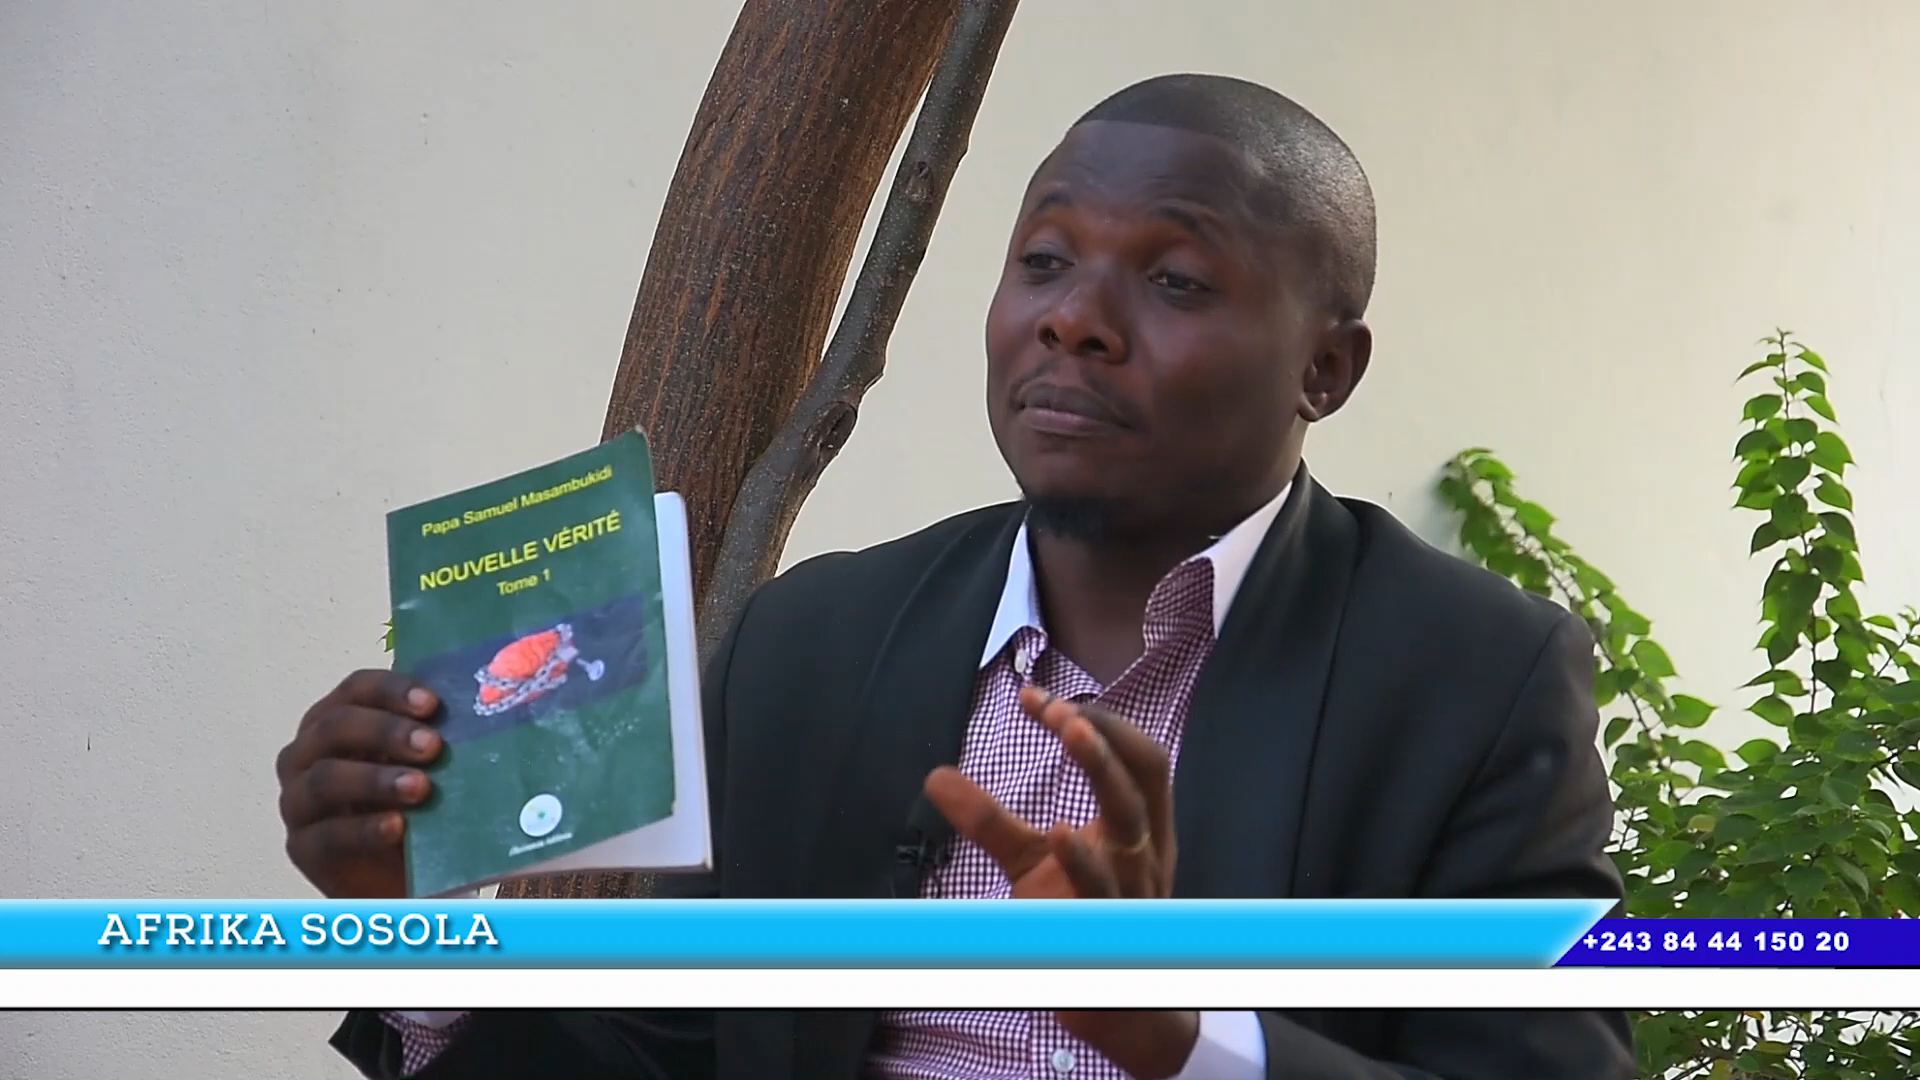 Papa Samuel Masambukidi
NOUVELLE VÉRITÉ
Tome 1
AFRIKA SOSOLA
+243 84 44 150 20